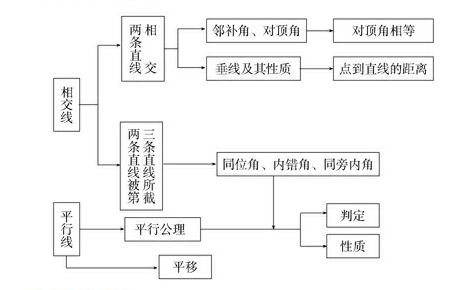 相交线
两条直线
相交
邻补角、对顶角
对顶角相等
垂线及其性质
点到直线的距离
两条直线被第
三条直线所截
同位角、内错角、同旁内角
平行线
平行公理
判定
性质
平移